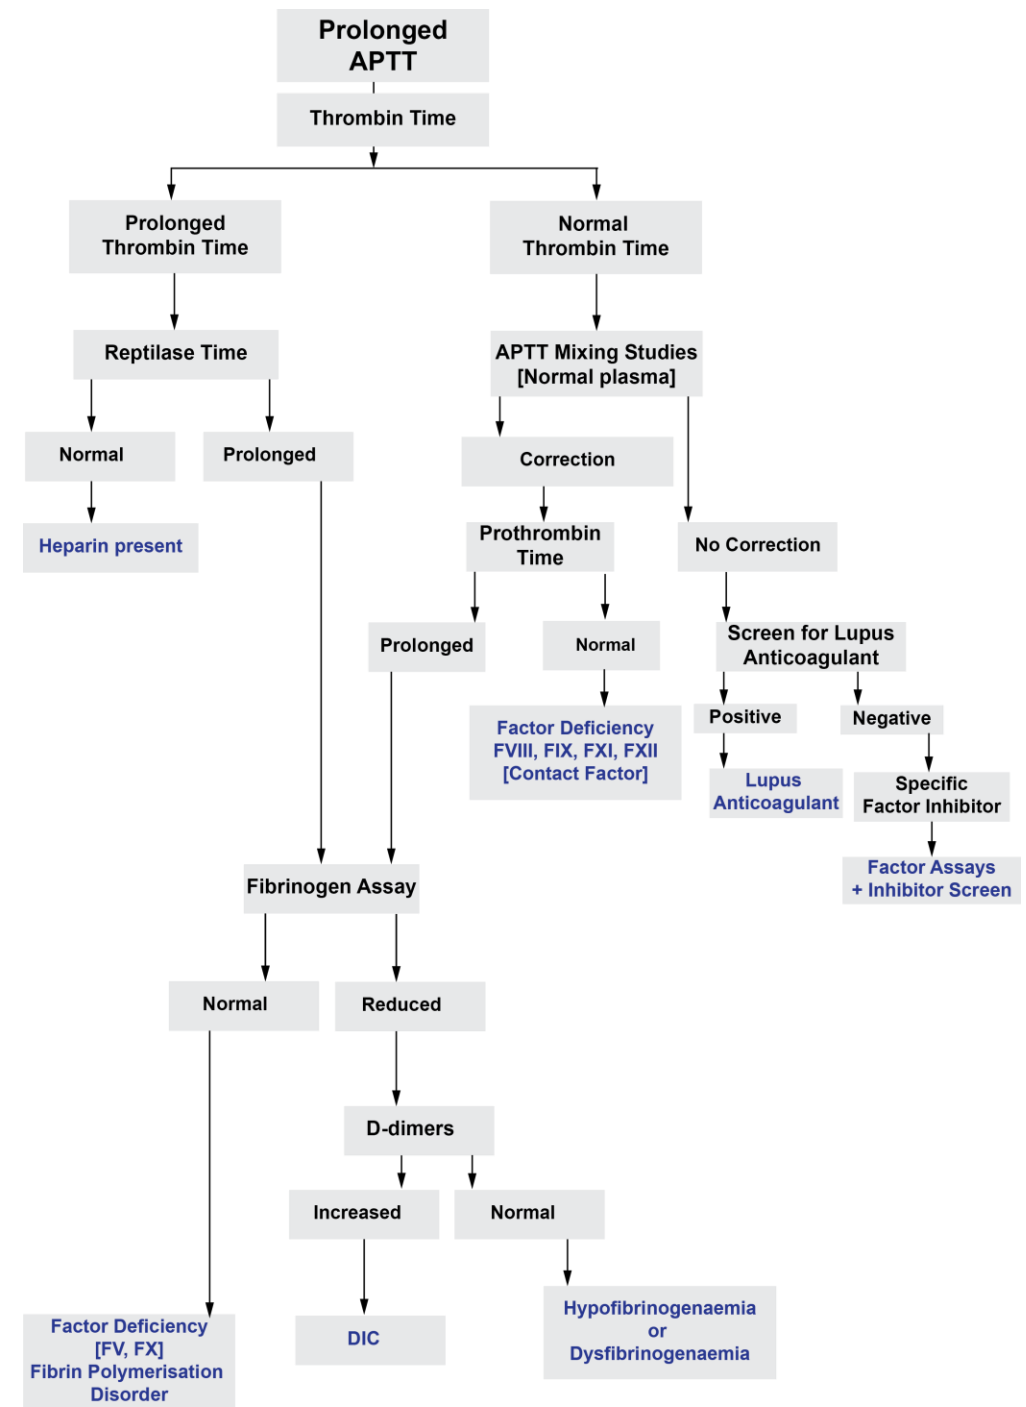 Prolonged
APTT
Thrombin Time
Prolonged
Thrombin Time
Normal
Thrombin Time
Reptilase Time
APTT Mixing Studies
[Normal plasma]
Normal
Prolonged
Correction
Heparin present
Prothrombin
Time
No Correction
Prolonged
Normal
Screen for Lupus
Anticoagulant
Factor Deficiency
FVIII, FIX, FXI, FXII
[Contact Factor]
Positive
Negative
Lupus
Anticoagulant
Specific
Factor Inhibitor
Factor Assays
+ Inhibitor Screen
Fibrinogen Assay
Normal
Reduced
D-dimers
Increased
Normal
Factor Deficiency
[FV, FX]
Fibrin Polymerisation
Disorder
DIC
Hypofibrinogenaemia
or
Dysfibrinogenaemia